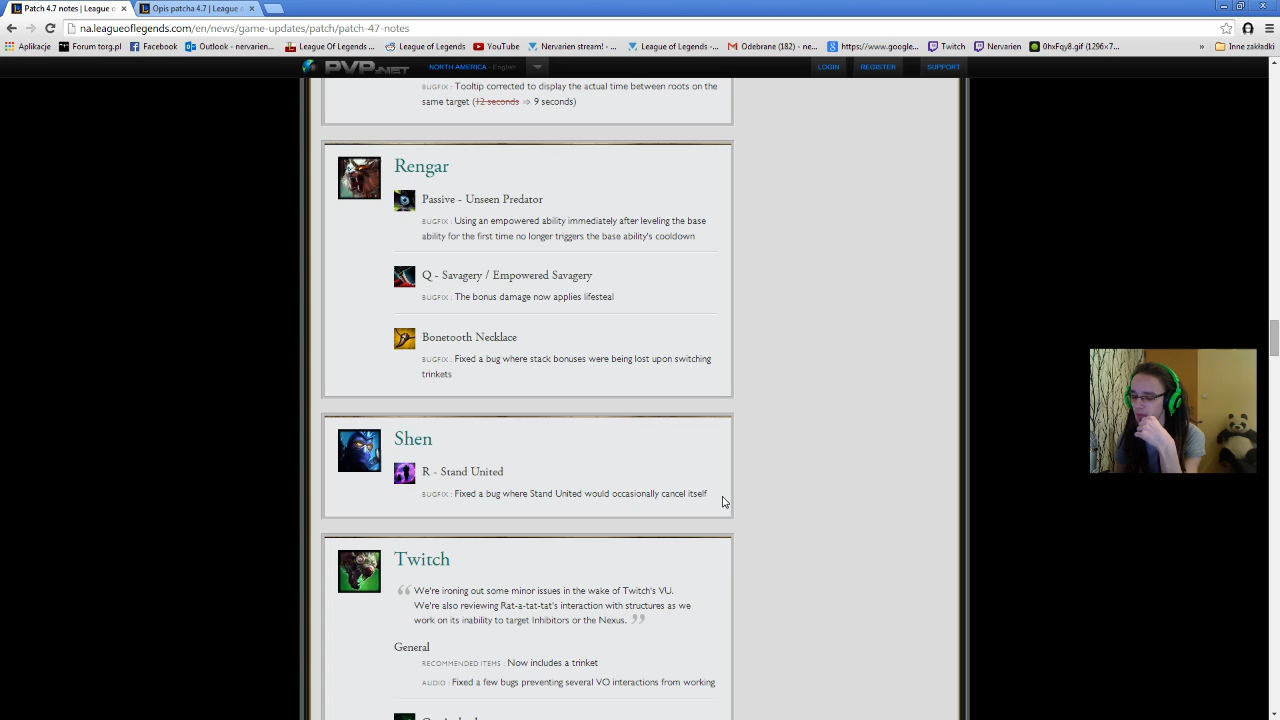 Patch 4.7 notes | League o
Opis patcha 4.7 | League o
na.leagueoflegends.com/en/news/game-updates/patch/patch-47-notes
Aplikacje Forum torg.pl Facebook Outlook - nervarien... League Of Legends ... League of Legends YouTube Nervarien stream! -... League of Legends -... Odebrane (182) - ne... https://www.google... Twitch Nervarien 0hxFqy8.gif (1296×7... » Inne zakładki
PVP.NET NORTH AMERICA - English LOGIN REGISTER SUPPORT
BUGFIX : Tooltip corrected to display the actual time between roots on the
same target (12 seconds ⇒ 9 seconds)
Rengar
Passive - Unseen Predator
BUGFIX : Using an empowered ability immediately after leveling the base
ability for the first time no longer triggers the base ability's cooldown
Q - Savagery / Empowered Savagery
BUGFIX : The bonus damage now applies lifesteal
Bonetooth Necklace
BUGFIX : Fixed a bug where stack bonuses were being lost upon switching
trinkets
Shen
R - Stand United
BUGFIX : Fixed a bug where Stand United would occasionally cancel itself
Twitch
“ We're ironing out some minor issues in the wake of Twitch's VU.
We're also reviewing Rat-a-tat-tat's interaction with structures as we
work on its inability to target Inhibitors or the Nexus. ”
General
RECOMMENDED ITEMS : Now includes a trinket
AUDIO : Fixed a few bugs preventing several VO interactions from working